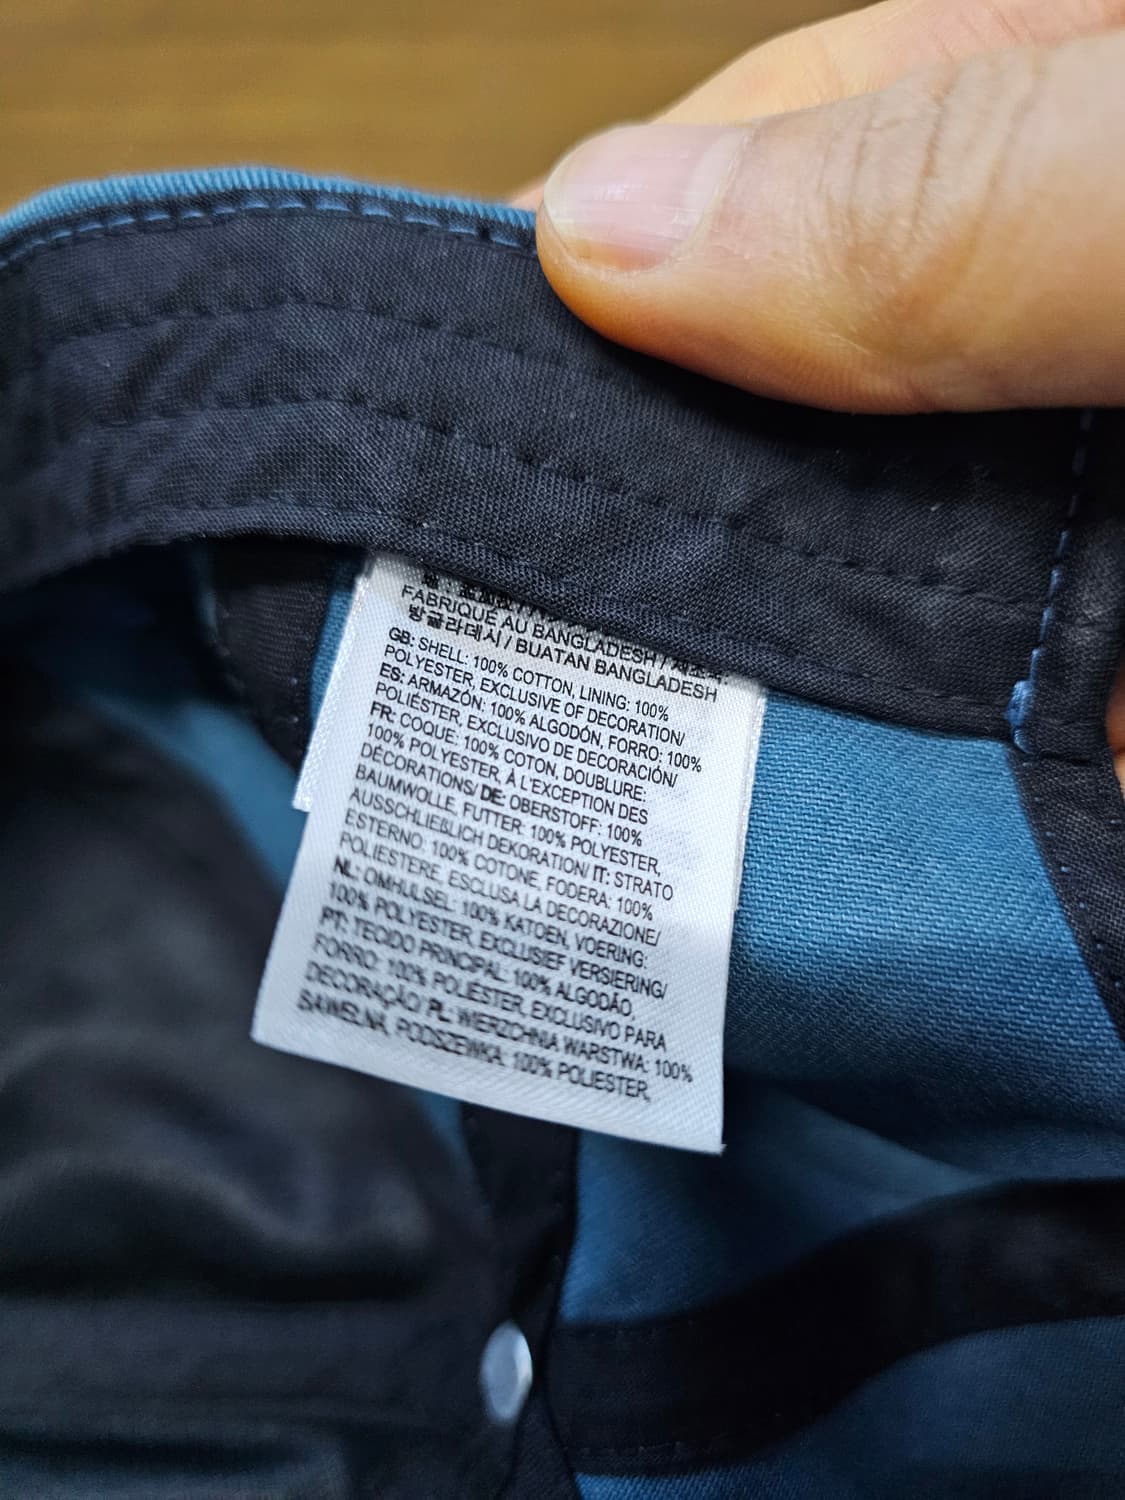 FABRIQUÉ AU BANGLADESH / 제조국:
방글라데시 / BUATAN BANGLADESH
GB: SHELL: 100% COTTON, LINING: 100%
POLYESTER, EXCLUSIVE OF DECORATION/
ES: ARMAZÓN: 100% ALGODÓN, FORRO: 100%
POLIÉSTER, EXCLUSIVO DE DECORACIÓN/
FR: COQUE: 100% COTON, DOUBLURE:
100% POLYESTER, À L'EXCEPTION DES
DÉCORATIONS/ DE: OBERSTOFF: 100%
BAUMWOLLE, FUTTER: 100% POLYESTER,
AUSSCHLIEẞLICH DEKORATION/ IT: STRATO
ESTERNO: 100% COTONE, FODERA: 100%
POLIESTERE, ESCLUSA LA DECORAZIONE/
NL: OMHULSEL: 100% KATOEN, VOERING:
100% POLYESTER, EXCLUSIEF VERSIERING/
PT: TECIDO PRINCIPAL: 100% ALGODÃO,
FORRO: 100% POLIÉSTER, EXCLUSIVO PARA
DECORAÇÃO/ PL: WIERZCHNIA WARSTWA: 100%
BAWEŁNA, PODSZEWKA: 100% POLIESTER,